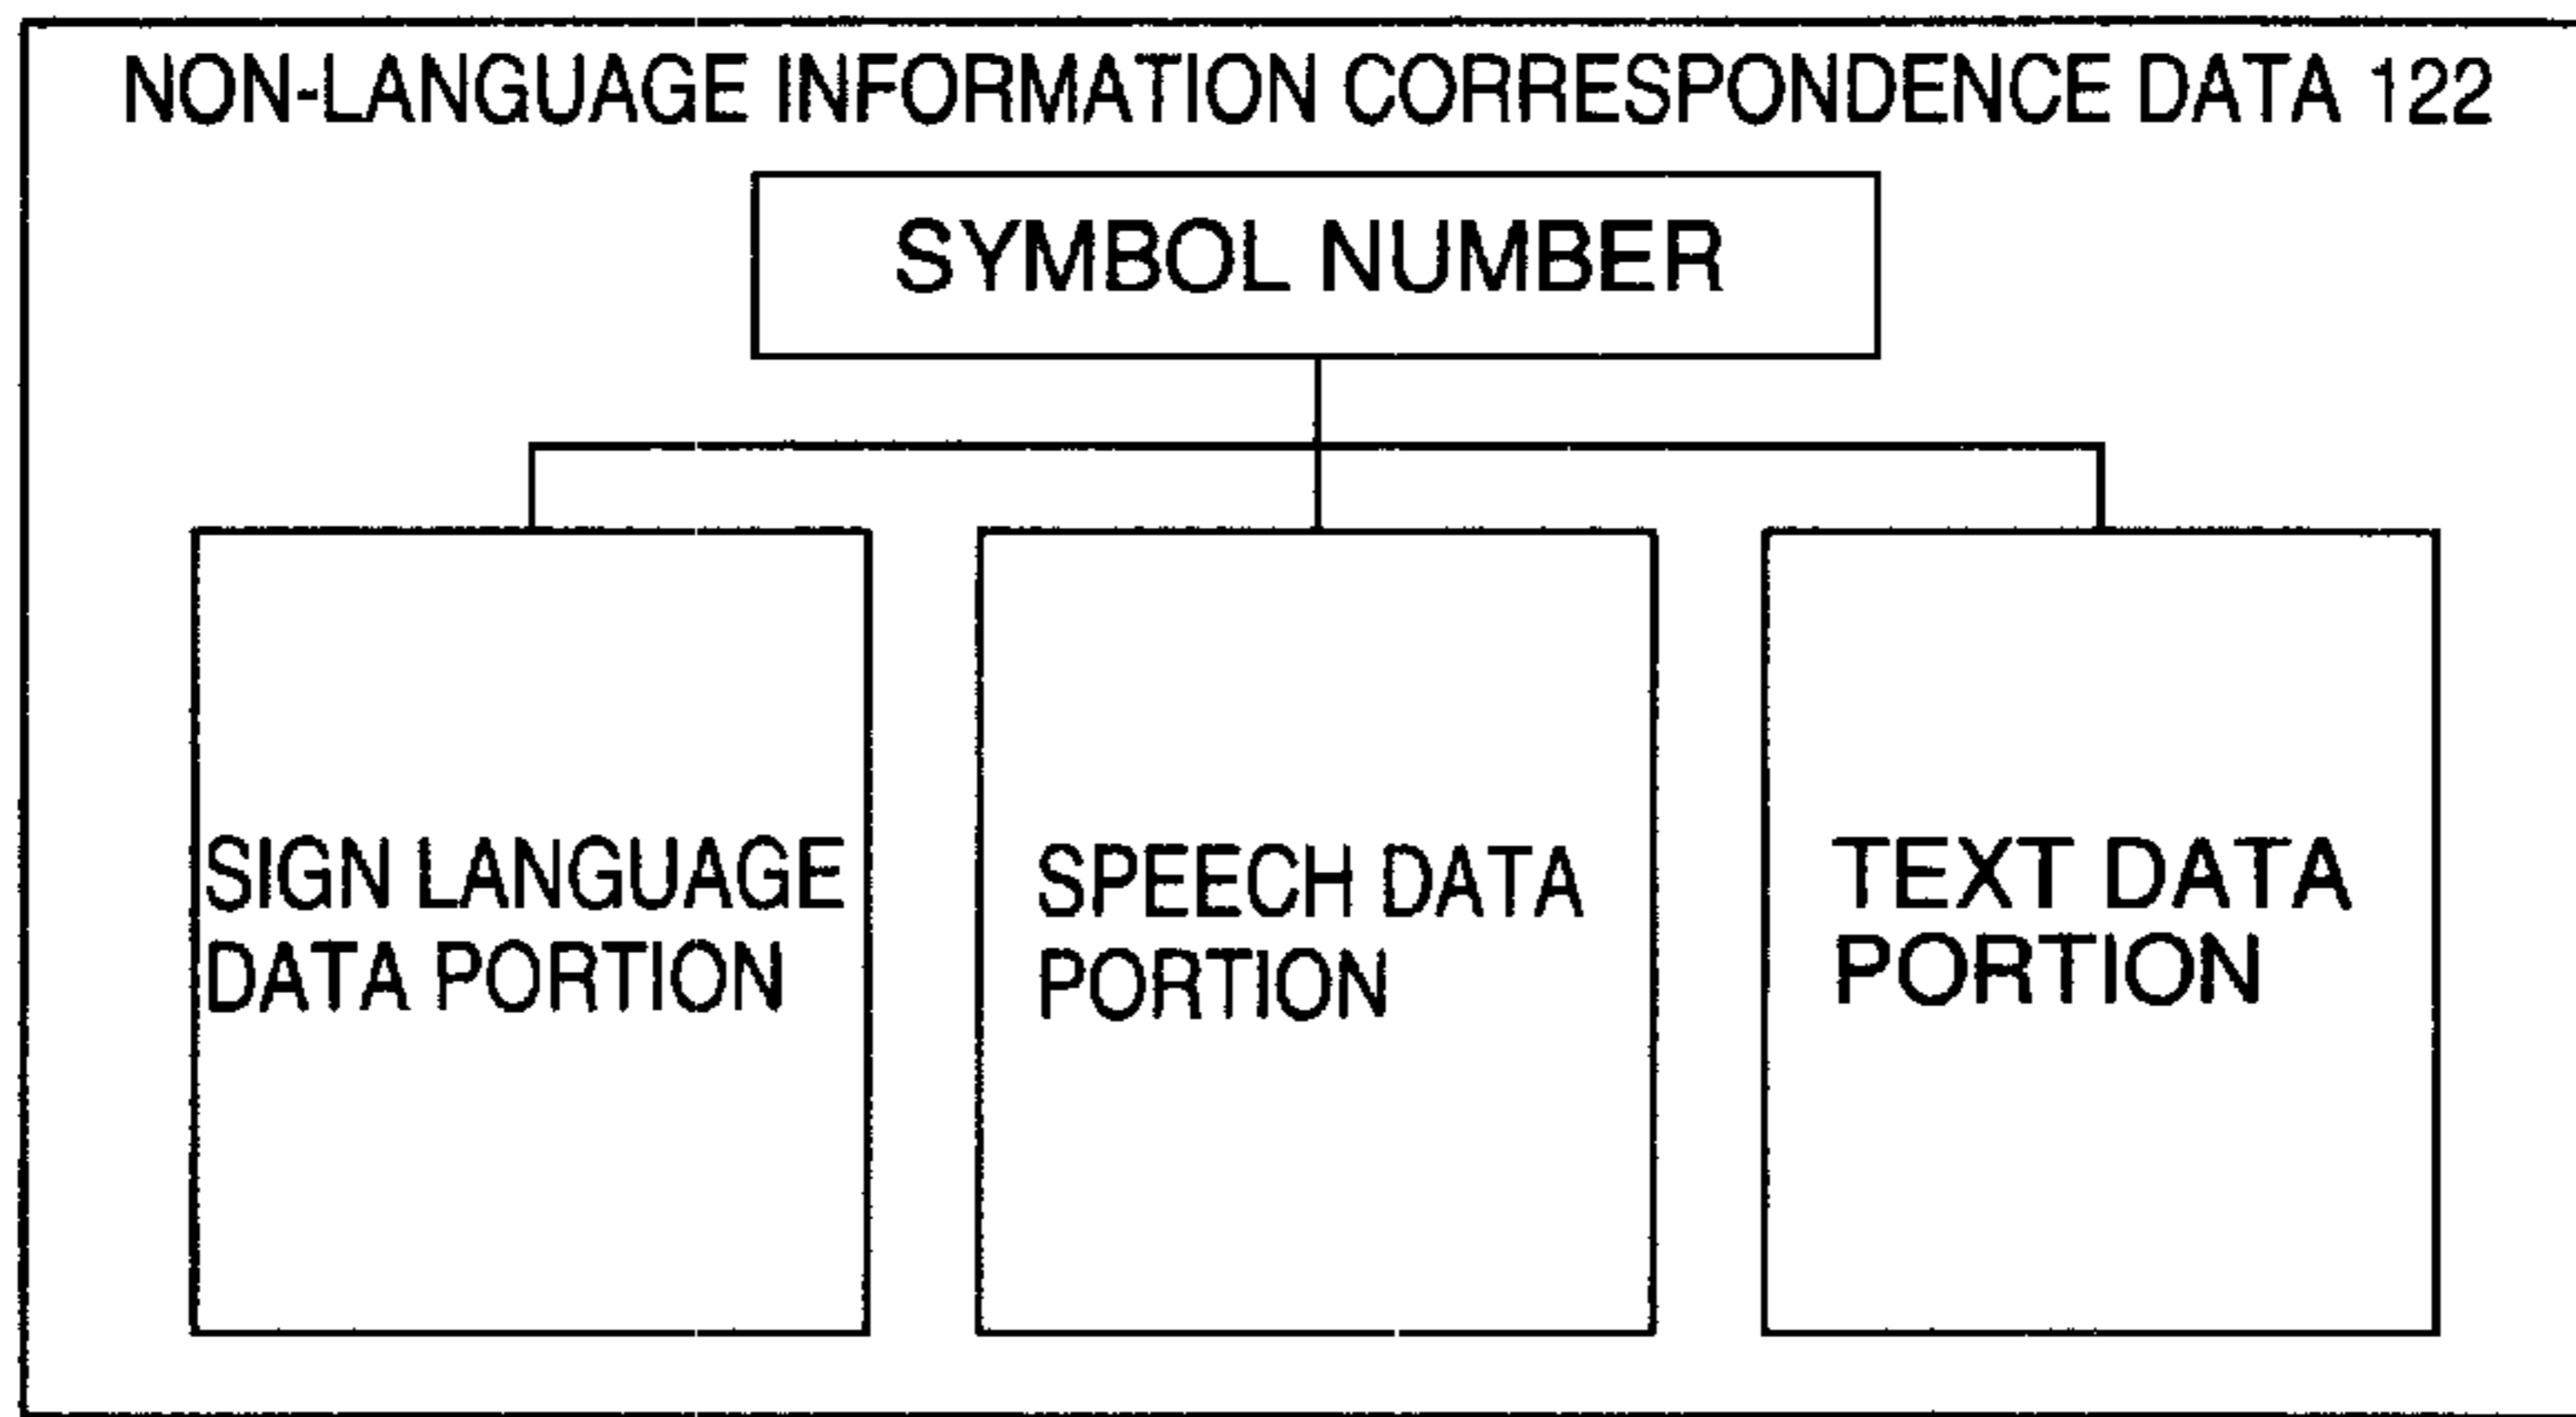 NON-LANGUAGE INFORMATION CORRESPONDENCE DATA 122
SYMBOL NUMBER
SIGN LANGUAGE
DATA PORTION
SPEECH DATA
PORTION
TEXT DATA
PORTION